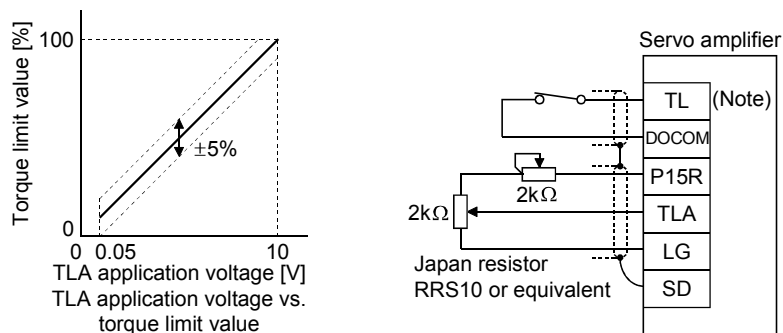 Torque limit value [%]
100
±5%
0
0 0.05
10
TLA application voltage [V]
TLA application voltage vs.
torque limit value
Servo amplifier
TL
(Note)
DOCOM
P15R
2kΩ
2kΩ
TLA
LG
Japan resistor
RRS10 or equivalent
SD